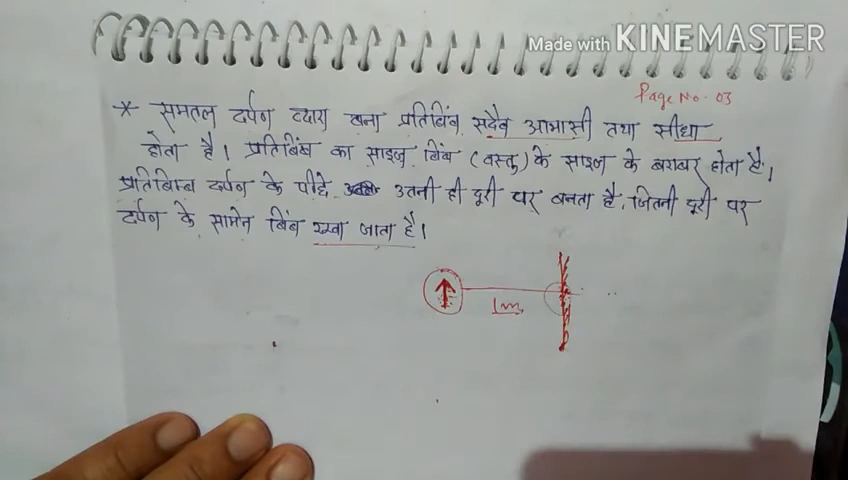 Made with KINEMASTER
Page No. 03
* समतल दर्पण द्वारा बना प्रतिबिंब सदैव आभासी तथा सीधा
होता है। प्रतिबिंब का साइज बिंब (वस्तु) के साइज के बराबर होता है।
प्रतिबिम्ब दर्पण के पीछे उतनी ही दूरी पर बनता है, जितनी दूरी पर
दर्पण के सामने बिंब रखा जाता है।
1m